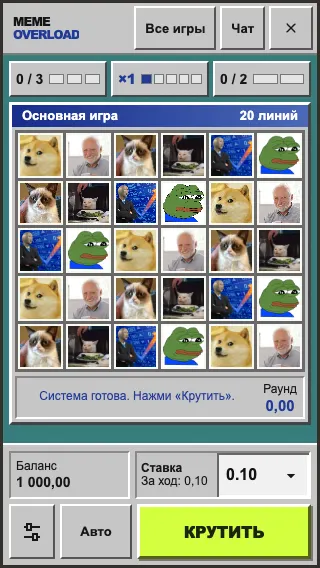 MEME
OVERLOAD
Все игры
Чат
×
0 / 3
×1
0 / 2
Основная игра
20 линий
Система готова. Нажми «Крутить».
Раунд
0,00
Баланс
1 000,00
Ставка
За ход: 0,10
0.10
Авто
КРУТИТЬ